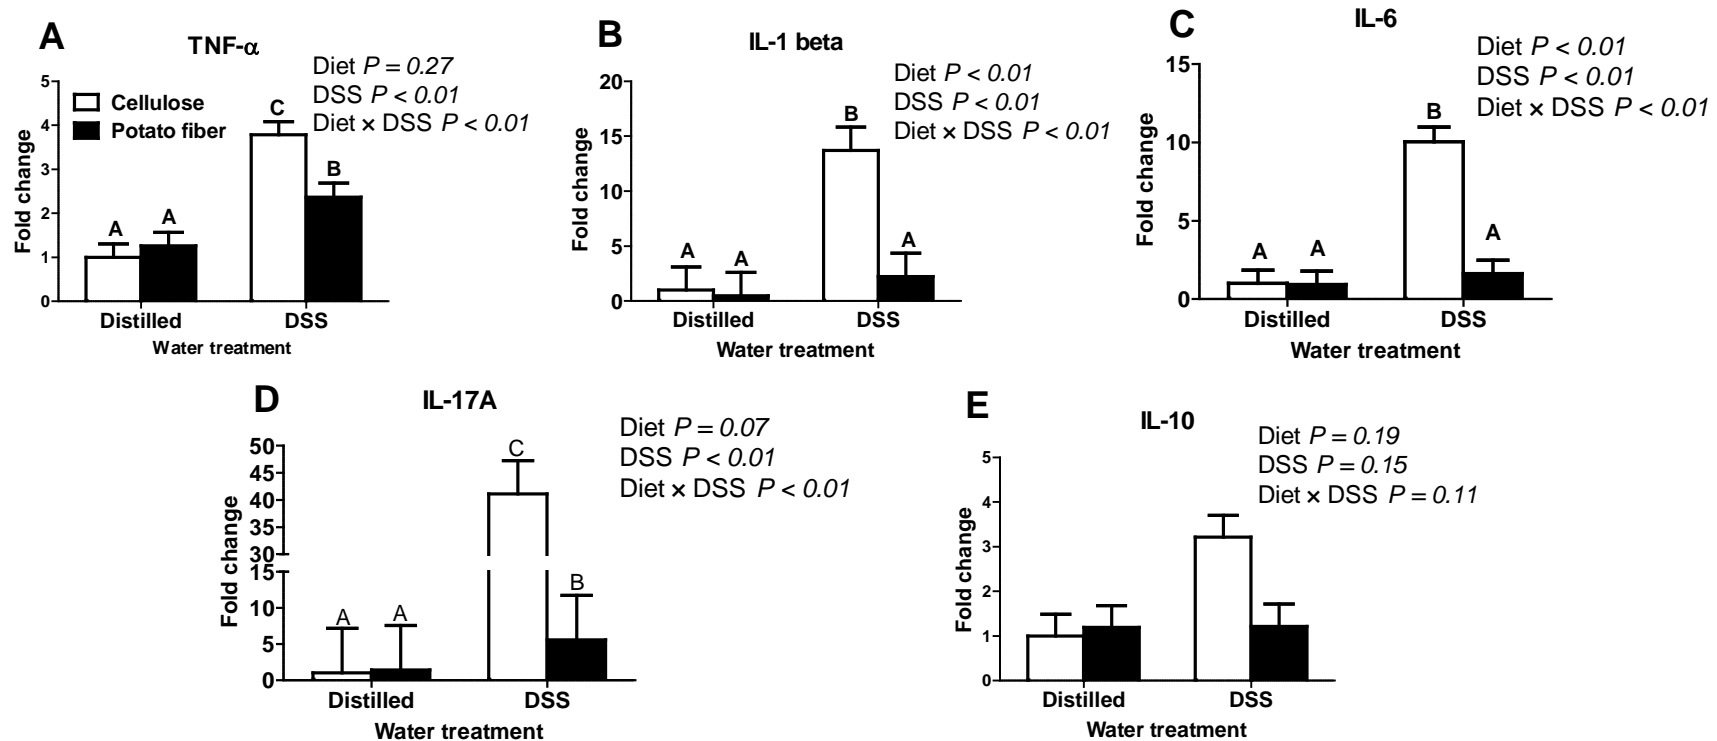 A
TNF-α
Diet P = 0.27
DSS P < 0.01
Diet × DSS P < 0.01
Cellulose
Potato fiber
Fold change
5
4
3
2
1
0
A
A
C
B
Distilled
DSS
Water treatment
B
IL-1 beta
Diet P < 0.01
DSS P < 0.01
Diet × DSS P < 0.01
Fold change
20
15
10
5
0
A
A
B
A
Distilled
DSS
Water treatment
C
IL-6
Diet P < 0.01
DSS P < 0.01
Diet × DSS P < 0.01
Fold change
15
10
5
0
A
A
B
A
Distilled
DSS
Water treatment
D
IL-17A
Diet P = 0.07
DSS P < 0.01
Diet × DSS P < 0.01
Fold change
50
45
40
35
30
15
10
5
0
A
A
C
B
Distilled
DSS
Water treatment
E
IL-10
Diet P = 0.19
DSS P = 0.15
Diet × DSS P = 0.11
Fold change
5
4
3
2
1
0
Distilled
DSS
Water treatment